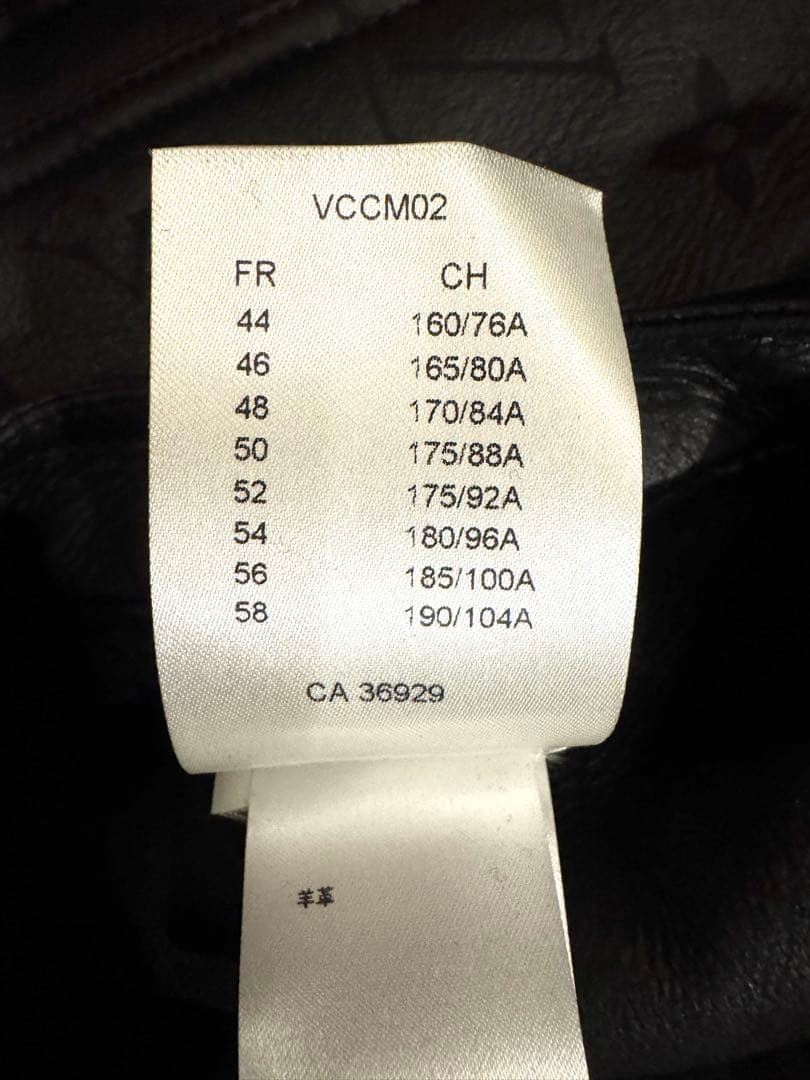 VCCM02
FR CH
44 160/76A
46 165/80A
48 170/84A
50 175/88A
52 175/92A
54 180/96A
56 185/100A
58 190/104A
CA 36929
羊革